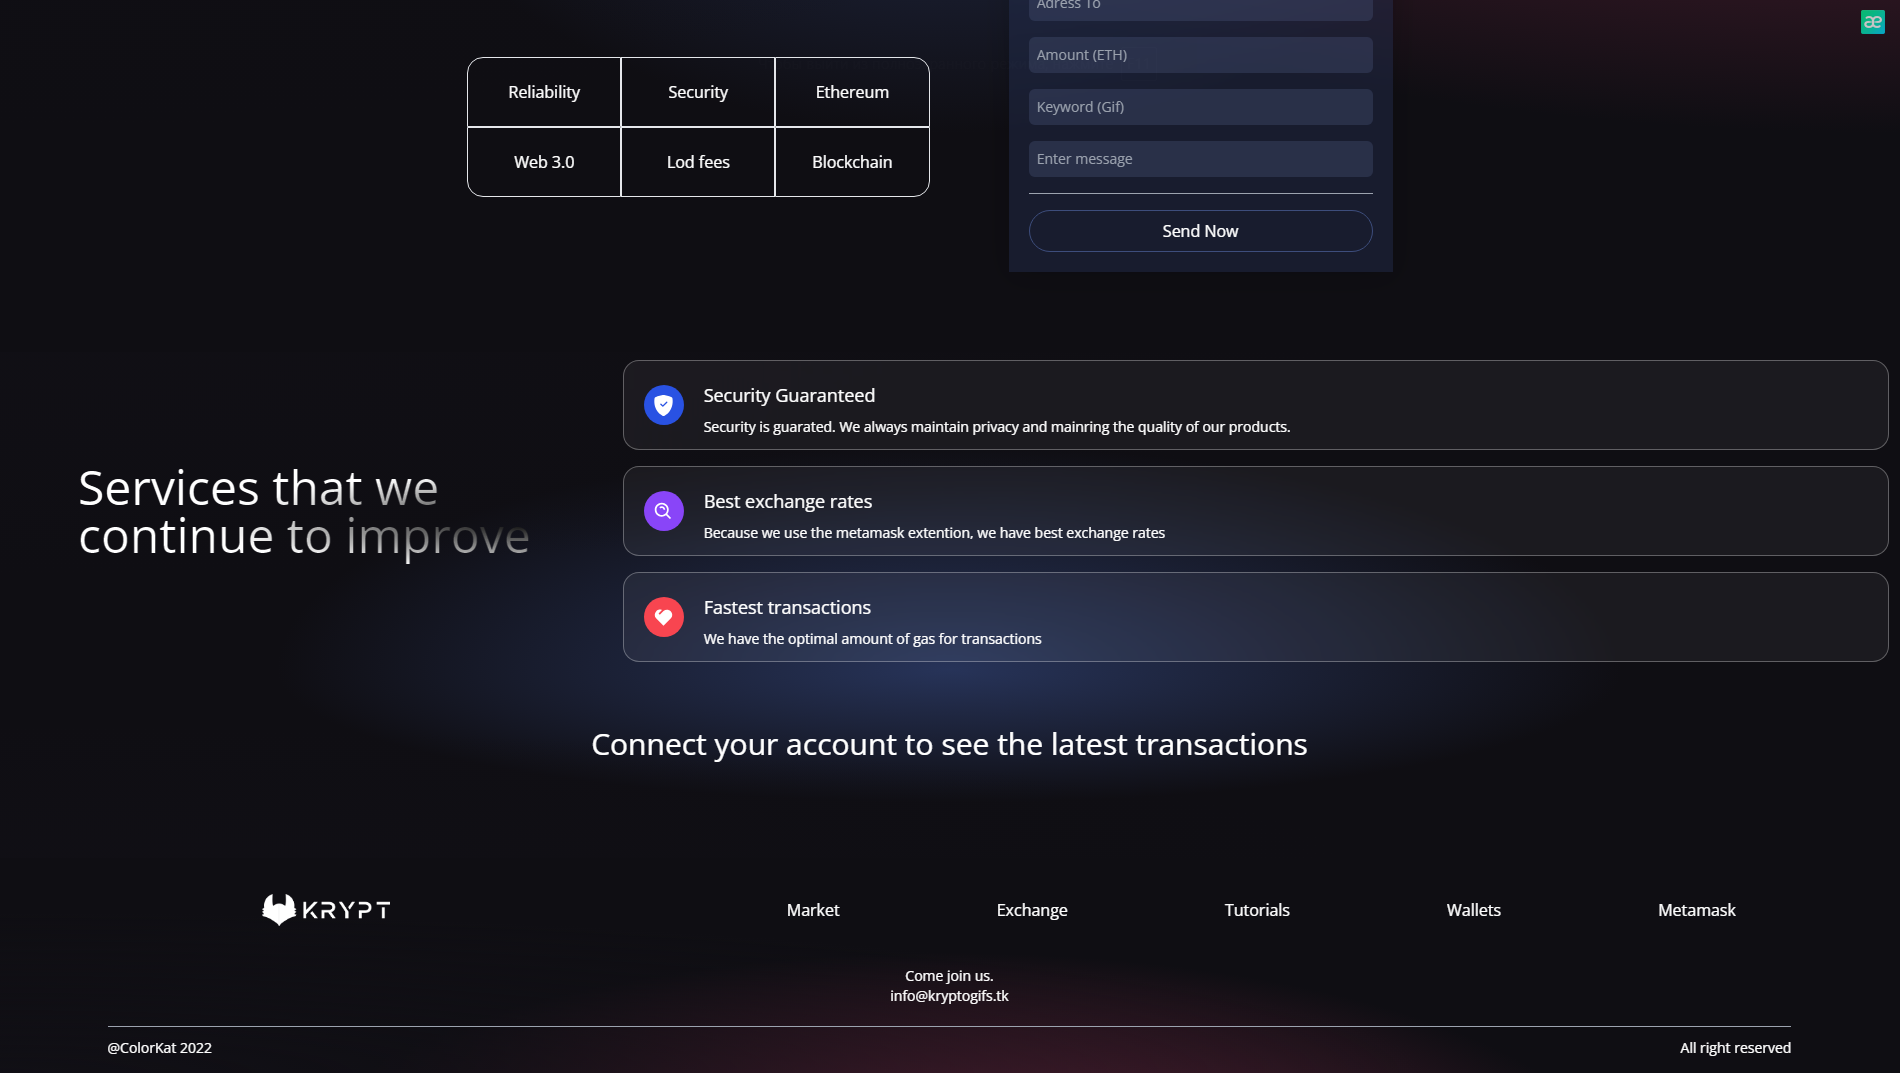 Adress To
Amount (ETH)
Keyword (Gif)
Enter message
Send Now
Reliability
Security
Ethereum
Web 3.0
Lod fees
Blockchain
Services that we
continue to improve
Security Guaranteed
Security is guarated. We always maintain privacy and mainring the quality of our products.
Best exchange rates
Because we use the metamask extention, we have best exchange rates
Fastest transactions
We have the optimal amount of gas for transactions
Connect your account to see the latest transactions
KRYPT
Market
Exchange
Tutorials
Wallets
Metamask
Come join us.
info@kryptogifs.tk
@ColorKat 2022
All right reserved
æ